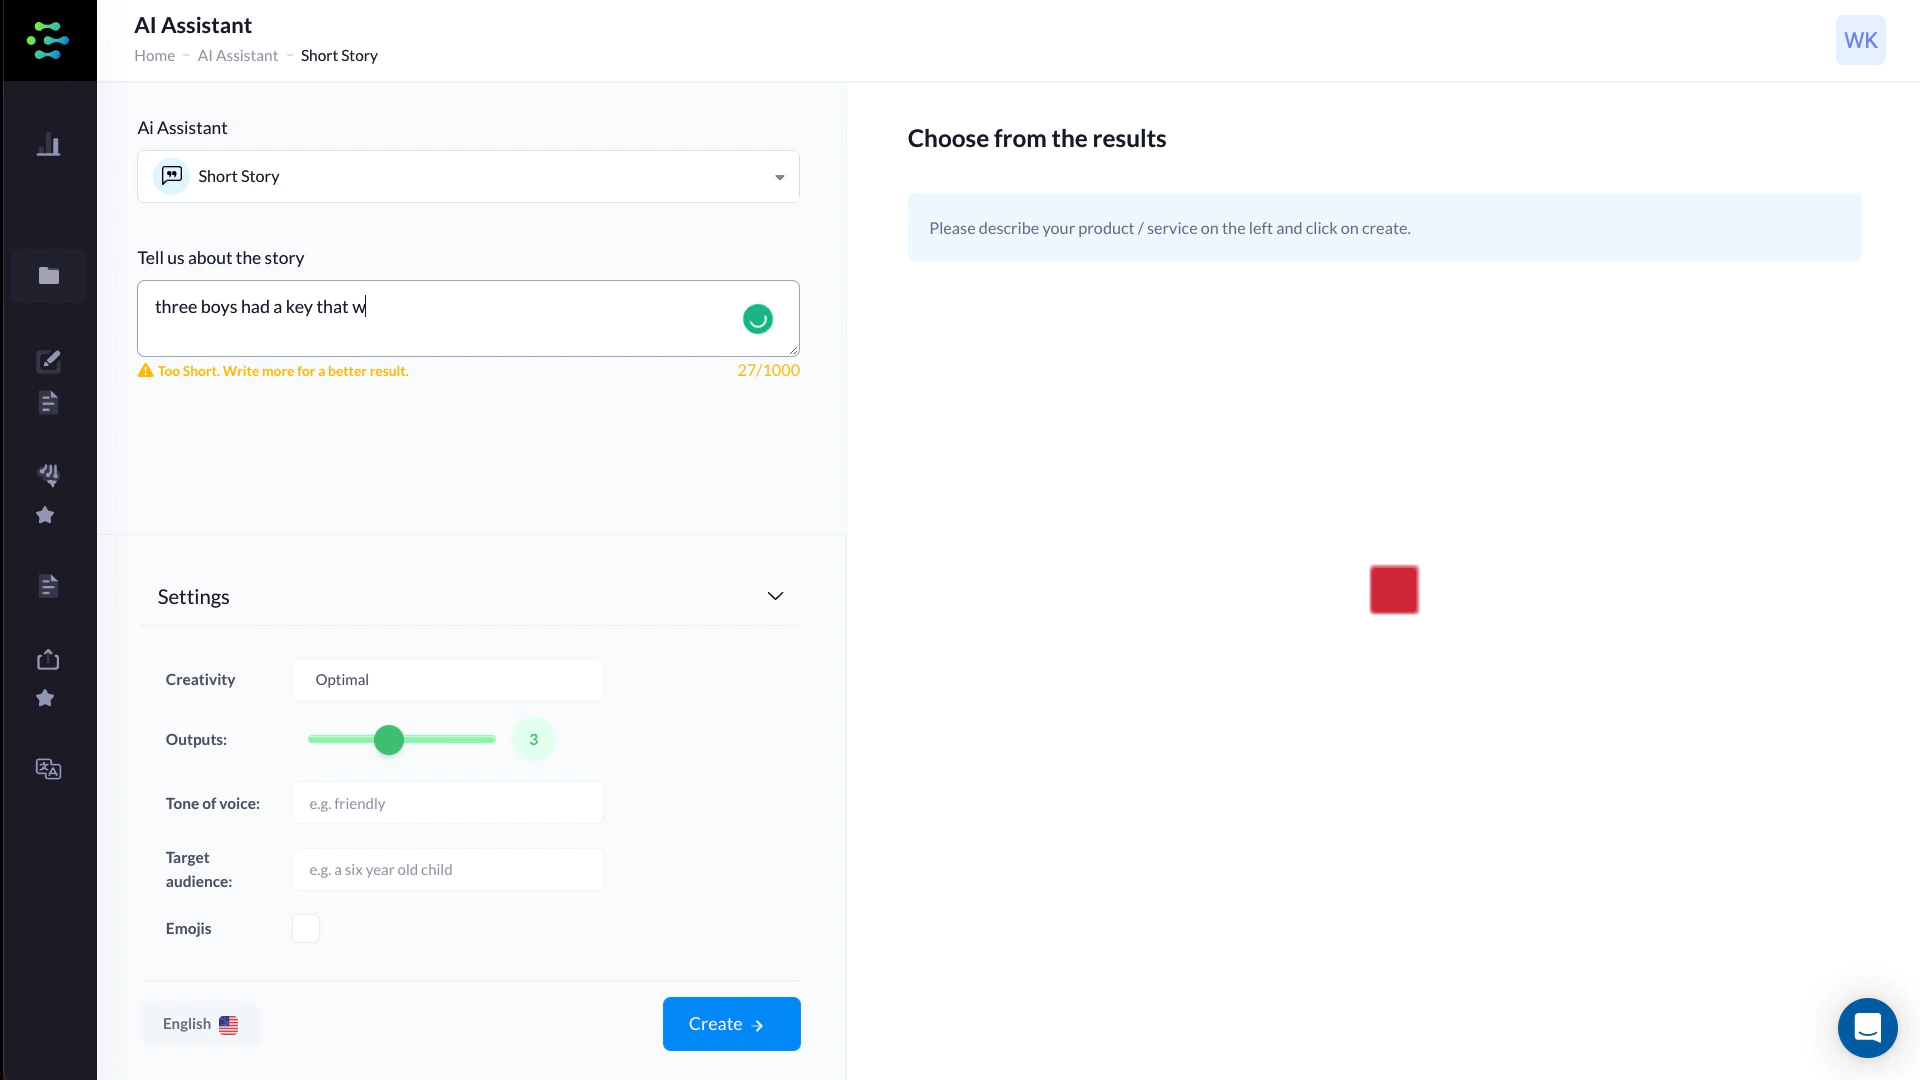 AI Assistant
Home – AI Assistant – Short Story
WK
Ai Assistant
Short Story
Tell us about the story
three boys had a key that w
Too Short. Write more for a better result.
27/1000
Settings
Creativity
Optimal
Outputs:
3
Tone of voice:
e.g. friendly
Target
audience:
e.g. a six year old child
Emojis
English
Create →
Choose from the results
Please describe your product / service on the left and click on create.